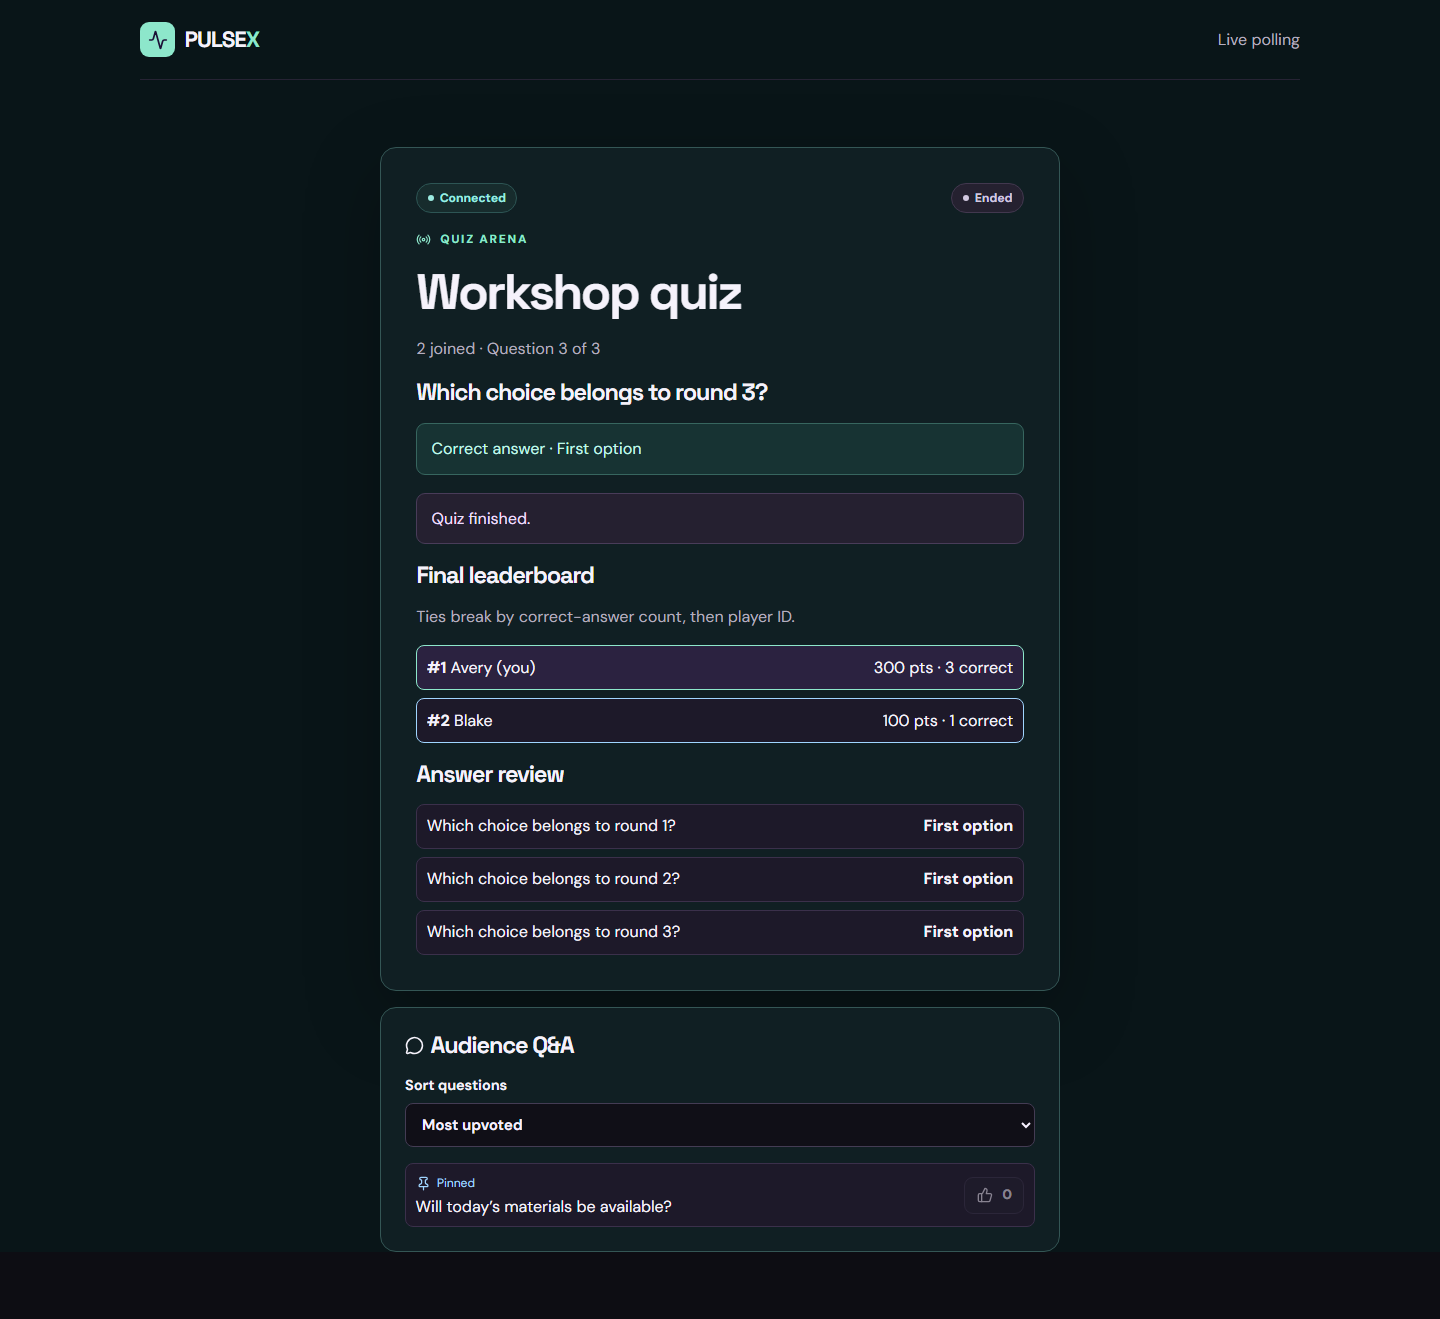 PULSEX
Live polling
Connected
Ended
QUIZ ARENA
Workshop quiz
2 joined · Question 3 of 3
Which choice belongs to round 3?
Correct answer · First option
Quiz finished.
Final leaderboard
Ties break by correct-answer count, then player ID.
#1 Avery (you) 300 pts · 3 correct
#2 Blake 100 pts · 1 correct
Answer review
Which choice belongs to round 1? First option
Which choice belongs to round 2? First option
Which choice belongs to round 3? First option
Audience Q&A
Sort questions
Most upvoted
Pinned
Will today’s materials be available?
0